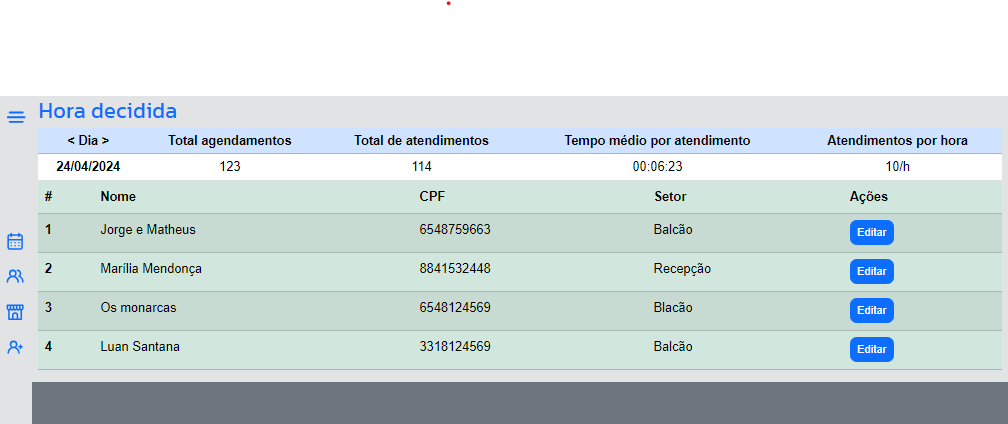 Hora decidida
< Dia > Total agendamentos Total de atendimentos Tempo médio por atendimento Atendimentos por hora
24/04/2024 123 114 00:06:23 10/h
# Nome CPF Setor Ações
1 Jorge e Matheus 6548759663 Balcão Editar
2 Marília Mendonça 8841532448 Recepção Editar
3 Os monarcas 6548124569 Blacão Editar
4 Luan Santana 3318124569 Balcão Editar